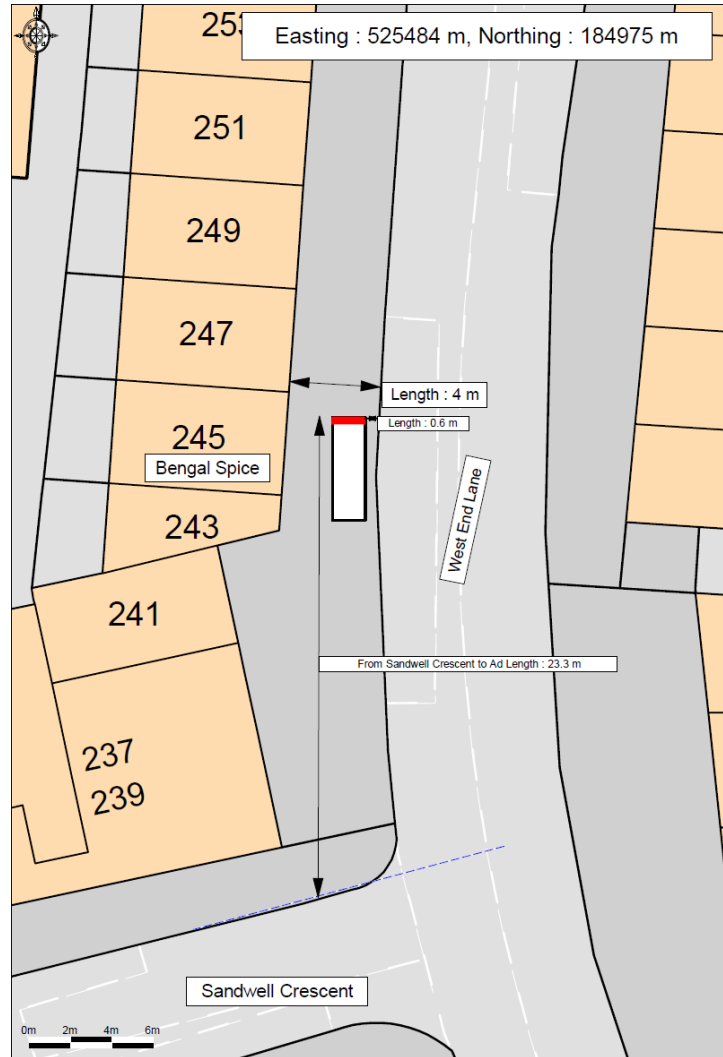 253
Easting : 525484 m, Northing : 184975 m
251
249
247
Length : 4 m
Length : 0.6 m
245
Bengal Spice
243
West End Lane
241
From Sandwell Crescent to Ad Length : 23.3 m
237
239
Sandwell Crescent
0m 2m 4m 6m